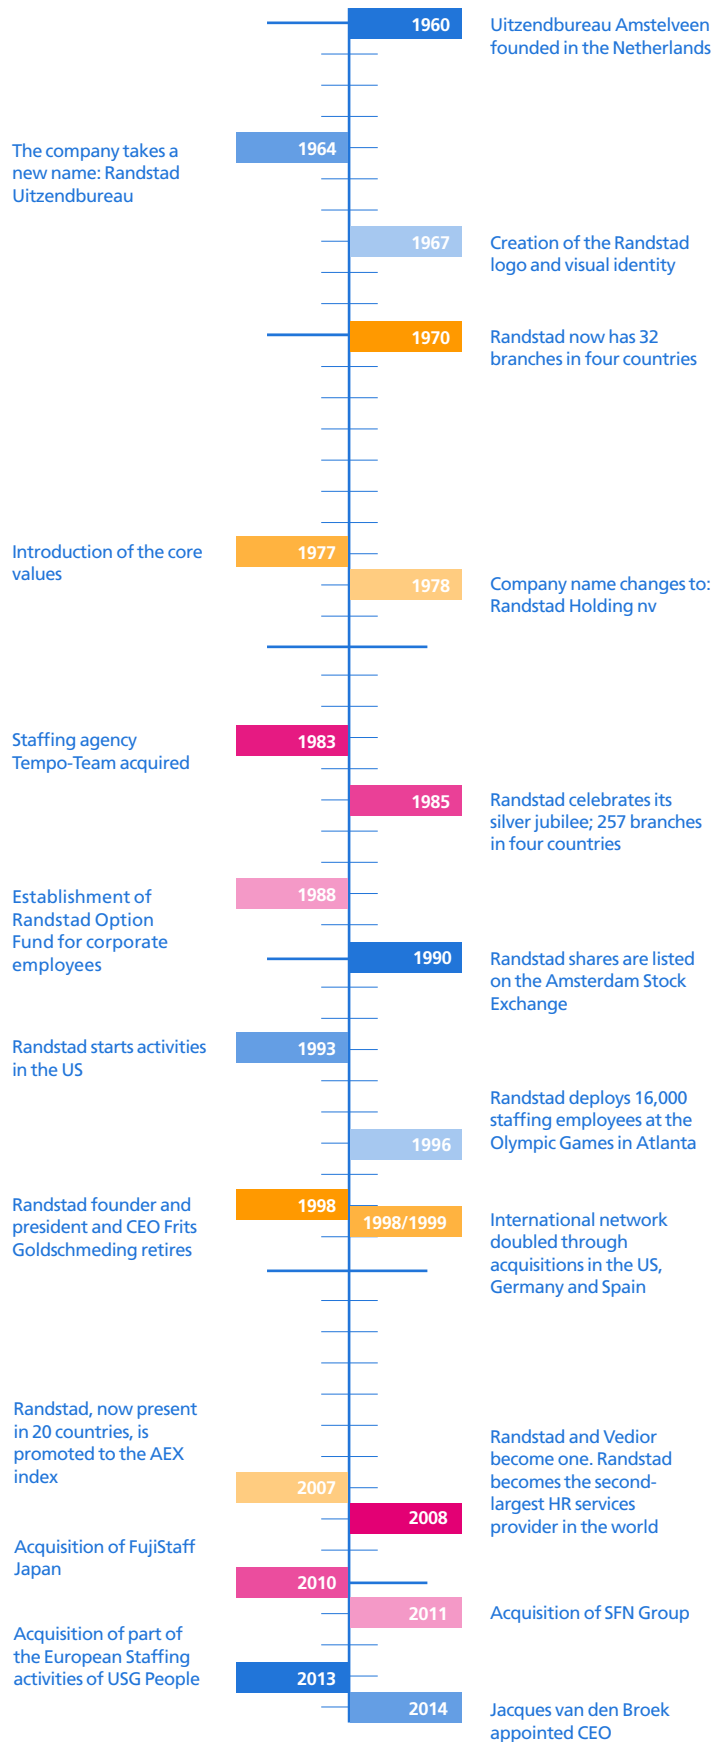 1960
Uitzendbureau Amstelveen
founded in the Netherlands
1964
The company takes a
new name: Randstad
Uitzendbureau
1967
Creation of the Randstad
logo and visual identity
1970
Randstad now has 32
branches in four countries
1977
Introduction of the core
values
1978
Company name changes to:
Randstad Holding nv
1983
Staffing agency
Tempo-Team acquired
1985
Randstad celebrates its
silver jubilee; 257 branches
in four countries
1988
Establishment of
Randstad Option
Fund for corporate
employees
1990
Randstad shares are listed
on the Amsterdam Stock
Exchange
1993
Randstad starts activities
in the US
1996
Randstad deploys 16,000
staffing employees at the
Olympic Games in Atlanta
1998
Randstad founder and
president and CEO Frits
Goldschmeding retires
1998/1999
International network
doubled through
acquisitions in the US,
Germany and Spain
2007
Randstad, now present
in 20 countries, is
promoted to the AEX
index
2008
Randstad and Vedior
become one. Randstad
becomes the second-
largest HR services
provider in the world
2010
Acquisition of FujiStaff
Japan
2011
Acquisition of SFN Group
2013
Acquisition of part of
the European Staffing
activities of USG People
2014
Jacques van den Broek
appointed CEO